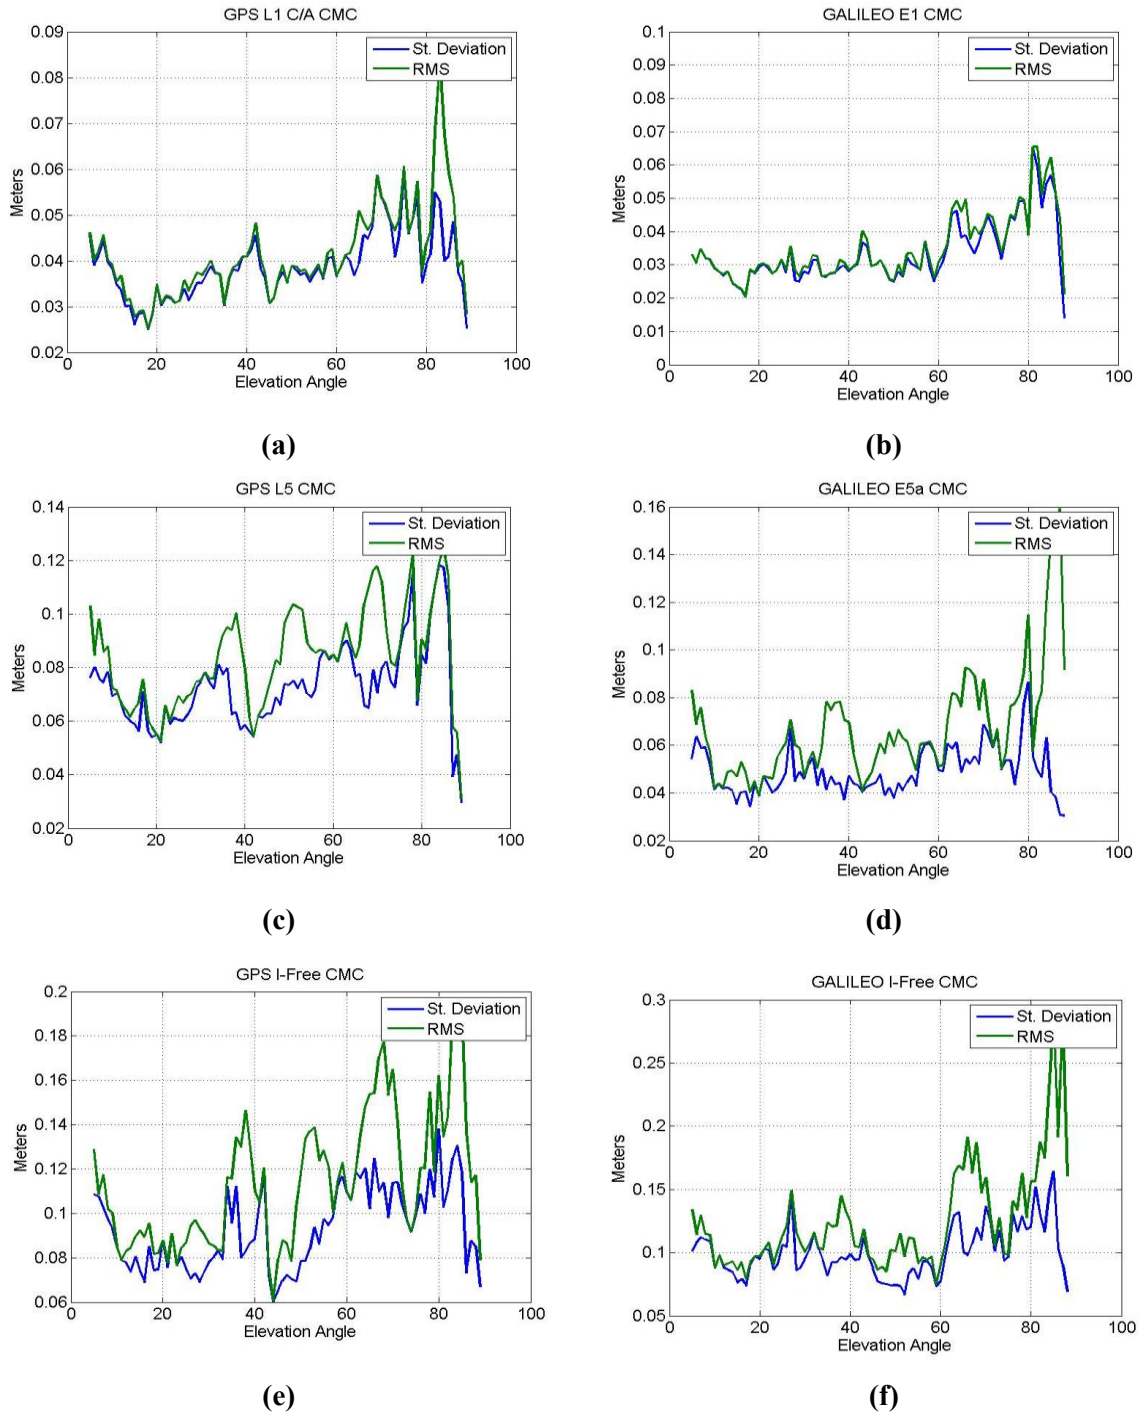 GPS L1 C/A CMC
0.09
0.08
0.07
0.06
0.05
0.04
0.03
0.02
Meters
0 20 40 60 80 100
Elevation Angle
St. Deviation
RMS
(a)
GALILEO E1 CMC
0.1
0.09
0.08
0.07
0.06
0.05
0.04
0.03
0.02
0.01
0
Meters
0 20 40 60 80 100
Elevation Angle
St. Deviation
RMS
(b)
GPS L5 CMC
0.14
0.12
0.1
0.08
0.06
0.04
0.02
Meters
0 20 40 60 80 100
Elevation Angle
St. Deviation
RMS
(c)
GALILEO E5a CMC
0.16
0.14
0.12
0.1
0.08
0.06
0.04
0.02
Meters
0 20 40 60 80 100
Elevation Angle
St. Deviation
RMS
(d)
GPS I-Free CMC
0.2
0.18
0.16
0.14
0.12
0.1
0.08
0.06
Meters
0 20 40 60 80 100
Elevation Angle
St. Deviation
RMS
(e)
GALILEO I-Free CMC
0.3
0.25
0.2
0.15
0.1
0.05
Meters
0 20 40 60 80 100
Elevation Angle
St. Deviation
RMS
(f)